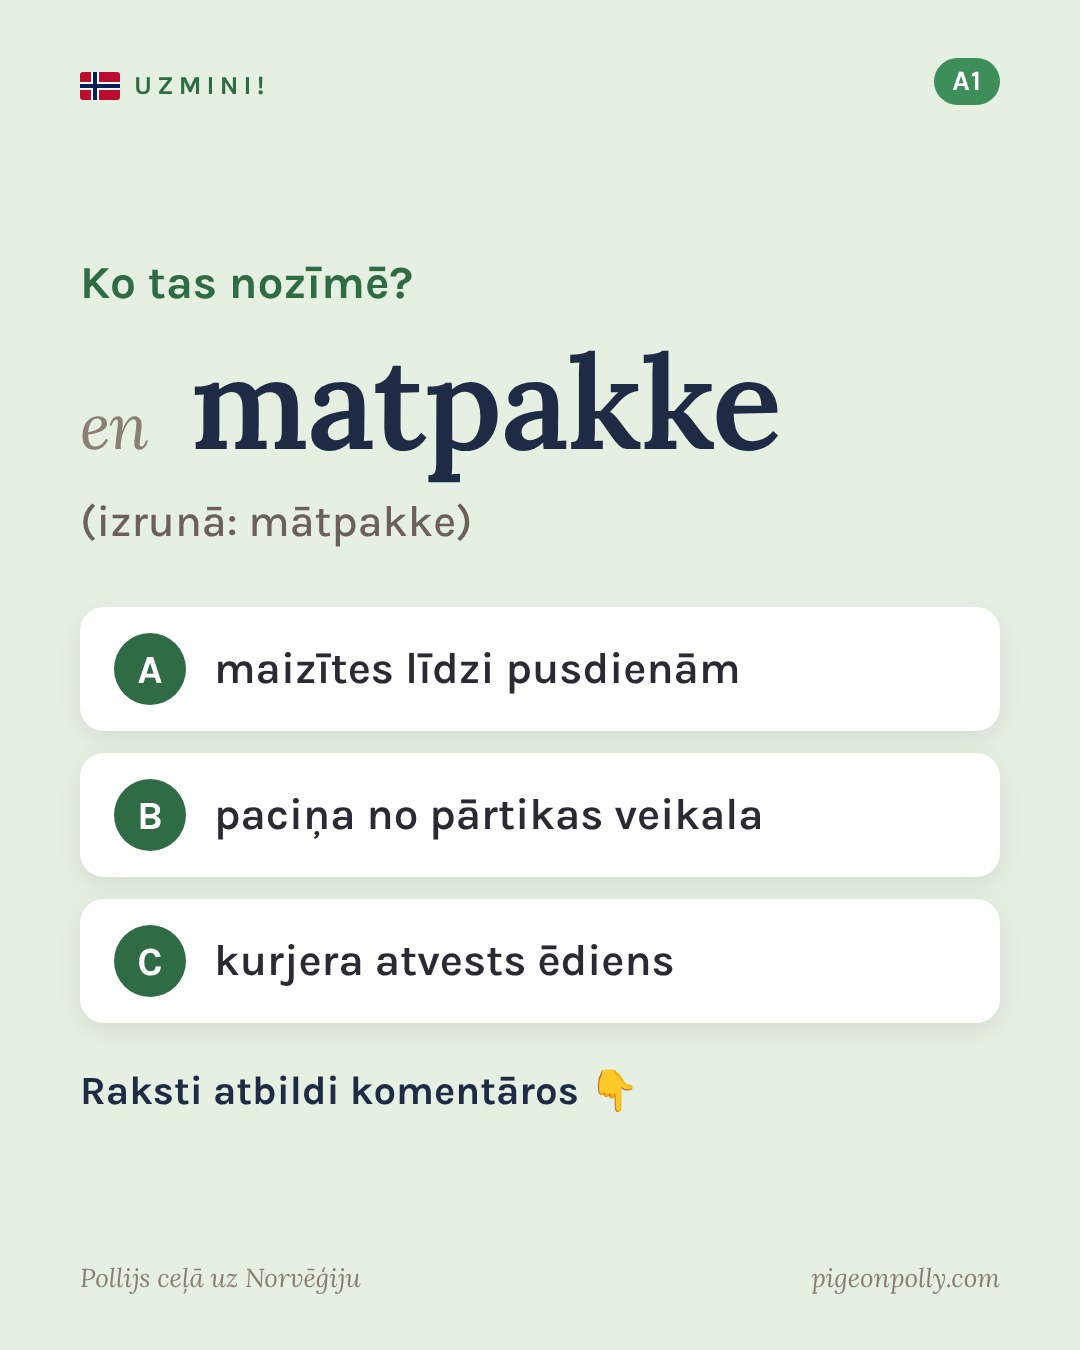 UZMINI!
A1
Ko tas nozīmē?
en matpakke
(izrunā: mātpakke)
A maizītes līdzi pusdienām
B paciņa no pārtikas veikala
C kurjera atvests ēdiens
Raksti atbildi komentāros 👇
Pollijs ceļā uz Norvēģiju
pigeonpolly.com